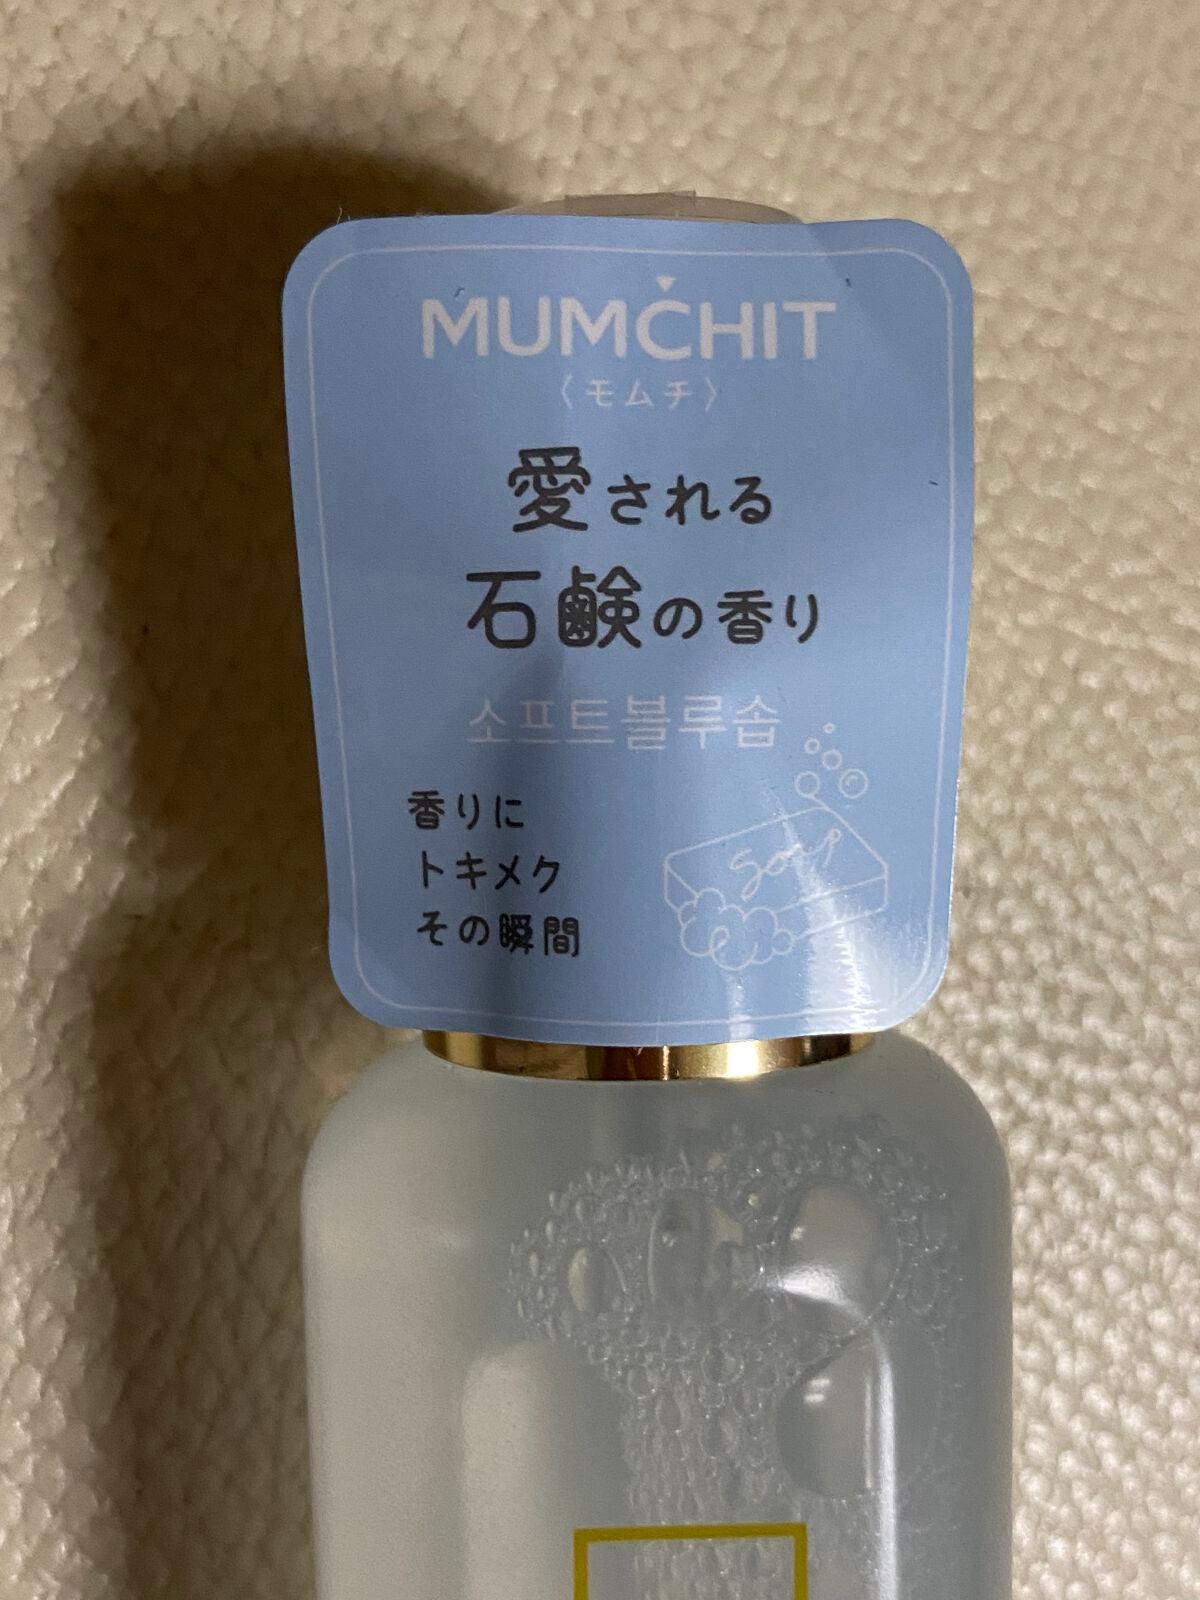 MUMCHIT
〈モムチ〉
愛される
石鹸の香り
소프트블루솝
香りに
トキメク
その瞬間
Soap